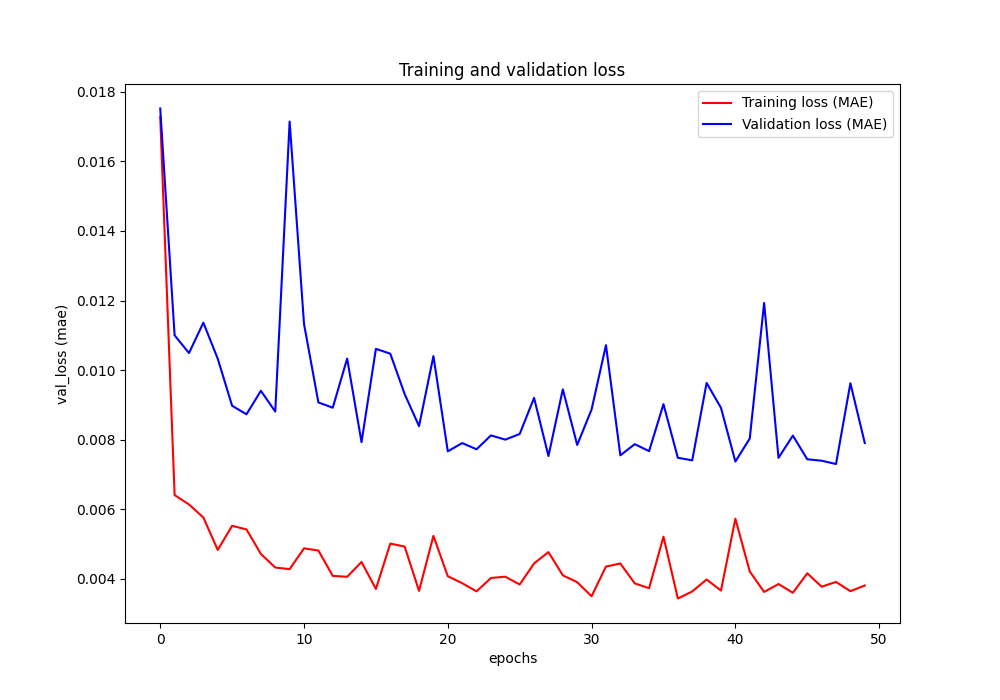 Training and validation loss
Training loss (MAE)
Validation loss (MAE)
val_loss (mae)
0.018
0.016
0.014
0.012
0.010
0.008
0.006
0.004
0
10
20
30
40
50
epochs